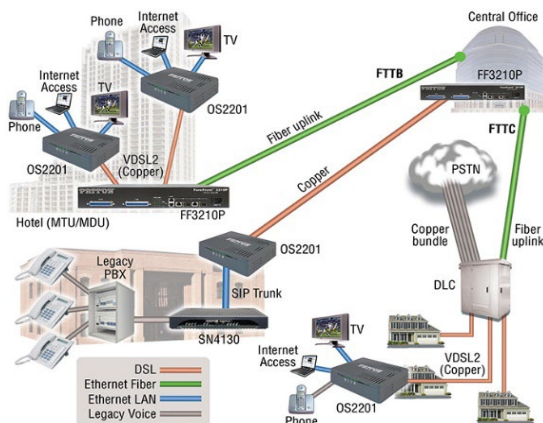 Phone
Internet
Access
TV
Internet
Access
TV
OS2201
Phone
OS2201
VDSL2
(Copper)
PATTON
FF3210P
Hotel (MTU/MDU)
Central Office
FF3210P
FTTB
Fiber uplink
Copper
FTTC
PSTN
Copper
bundle
Fiber
uplink
DLC
OS2201
SIP Trunk
Legacy
PBX
SN4130
TV
Internet
Access
Phone
OS2201
VDSL2
(Copper)
DSL
Ethernet Fiber
Ethernet LAN
Legacy Voice